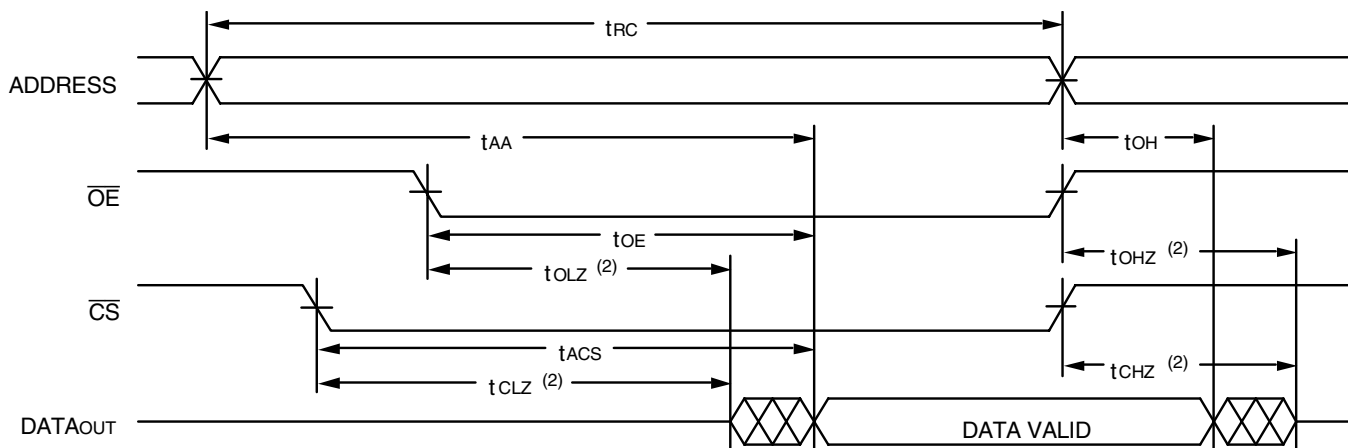 tRC
ADDRESS
tAA
tOH
OE
tOE
tOLZ (2)
tOHZ (2)
CS
tACS
tCLZ (2)
tCHZ (2)
DATAOUT
DATA VALID